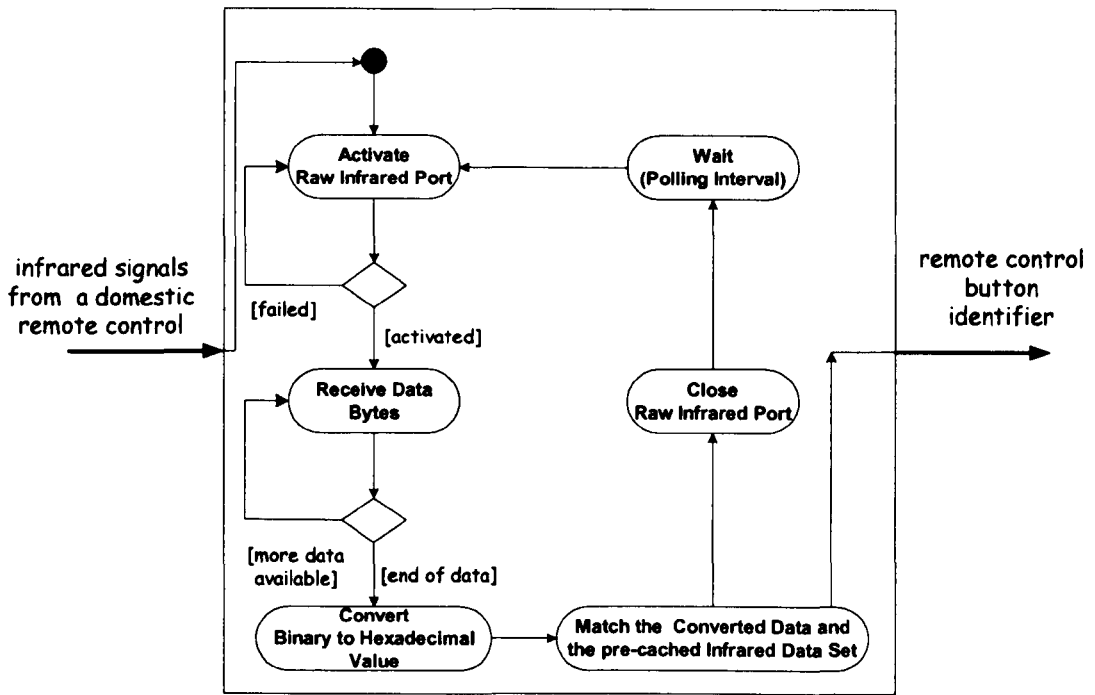 Activate
Raw Infrared Port
Wait
(Polling Interval)
infrared signals
from a domestic
remote control
remote control
button
identifier
[failed]
[activated]
Receive Data
Bytes
Close
Raw Infrared Port
[more data
available]
[end of data]
Convert
Binary to Hexadecimal
Value
Match the Converted Data and
the pre-cached Infrared Data Set